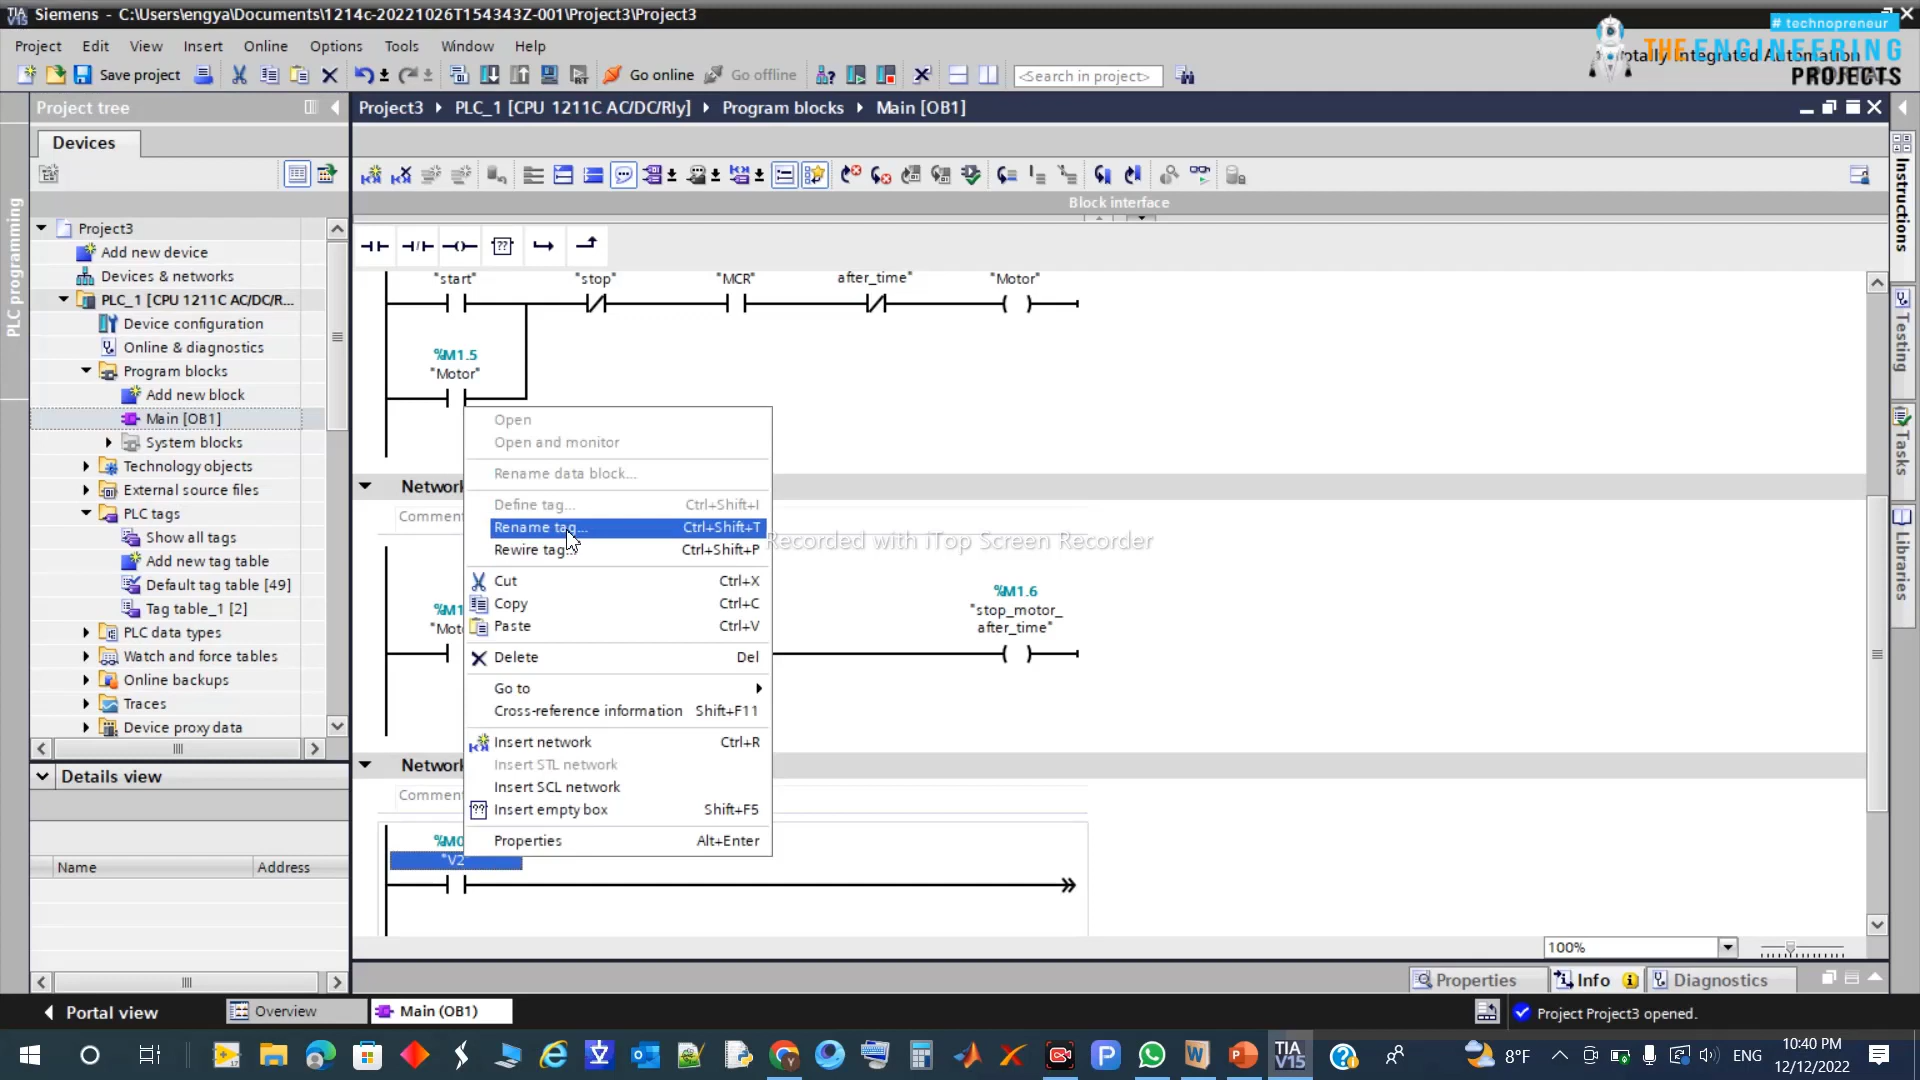 Siemens - C:\Users\engya\Documents\1214c-20221026T154343Z-001\Project3\Project3
# technopreneur
Project Edit View Insert Online Options Tools Window Help
THE ENGINEERING
PROJECTS
Totally Integrated Automation
Save project
Go online
Go offline
<Search in project>
Project tree
Project3 PLC_1 [CPU 1211C AC/DC/Rly] Program blocks Main [OB1]
Devices
PLC programming
Project3
Add new device
Devices & networks
PLC_1 [CPU 1211C AC/DC/R...
Device configuration
Online & diagnostics
Program blocks
Add new block
Main [OB1]
System blocks
Technology objects
External source files
PLC tags
Show all tags
Add new tag table
Default tag table [49]
Tag table_1 [2]
PLC data types
Watch and force tables
Online backups
Traces
Device proxy data
Details view
Name Address
Block interface
"start" "stop" "MCR" after_time" "Motor"
%M1.5
"Motor"
Open
Open and monitor
Rename data block...
Define tag... Ctrl+Shift+I
Rename tag... Ctrl+Shift+T
Rewire tag... Ctrl+Shift+P
Cut Ctrl+X
Copy Ctrl+C
Paste Ctrl+V
Delete Del
Go to
Cross-reference information Shift+F11
Insert network Ctrl+R
Insert STL network
Insert SCL network
Insert empty box Shift+F5
Properties Alt+Enter
Network
Comment
Recorded with iTop Screen Recorder
%M1
"Moto
%M1.6
"stop_motor_
after_time"
Network
Comment
%M0
"V2"
100%
Properties Info Diagnostics
Instructions
Testing
Tasks
Libraries
Portal view Overview Main (OB1)
Project Project3 opened.
TIA
V15
8°F
ENG
10:40 PM
12/12/2022